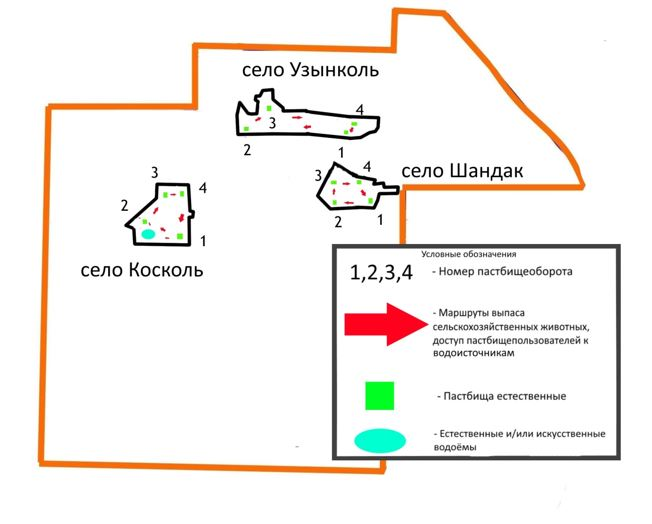 село Узынколь
4
3
2
1
село Шандак
3
4
2
1
3
4
2
1
село Косколь
Условные обозначения
1,2,3,4 - Номер пастбищеоборота
- Маршруты выпаса
сельскохозяйственных животных,
доступ пастбищепользователей к
водоисточникам
- Пастбища естественные
- Естественные и/или искусственные
водоёмы